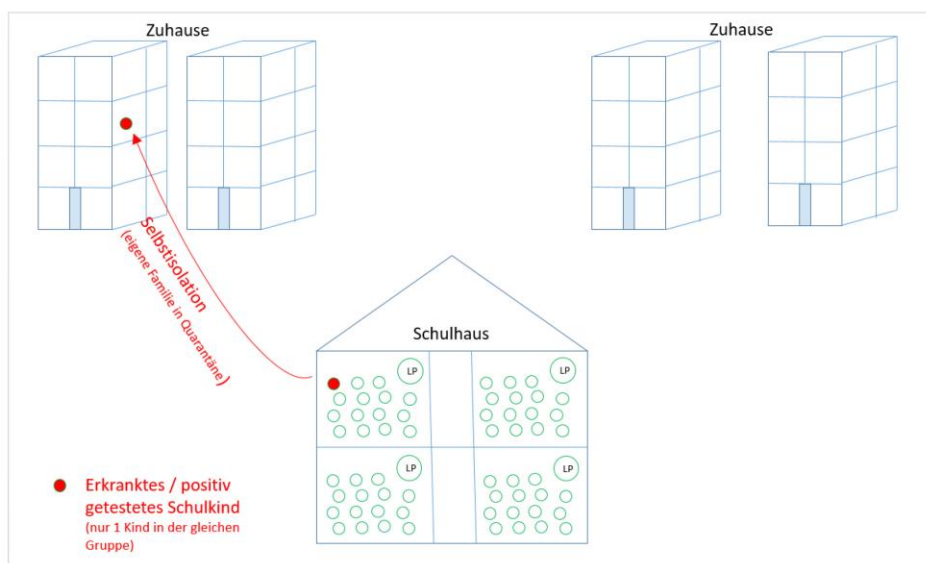 Zuhause
Zuhause
Selbstisolation
(eigene Familie in Quarantäne)
Schulhaus
LP
LP
LP
LP
Erkranktes / positiv
getestetes Schulkind
(nur 1 Kind in der gleichen
Gruppe)